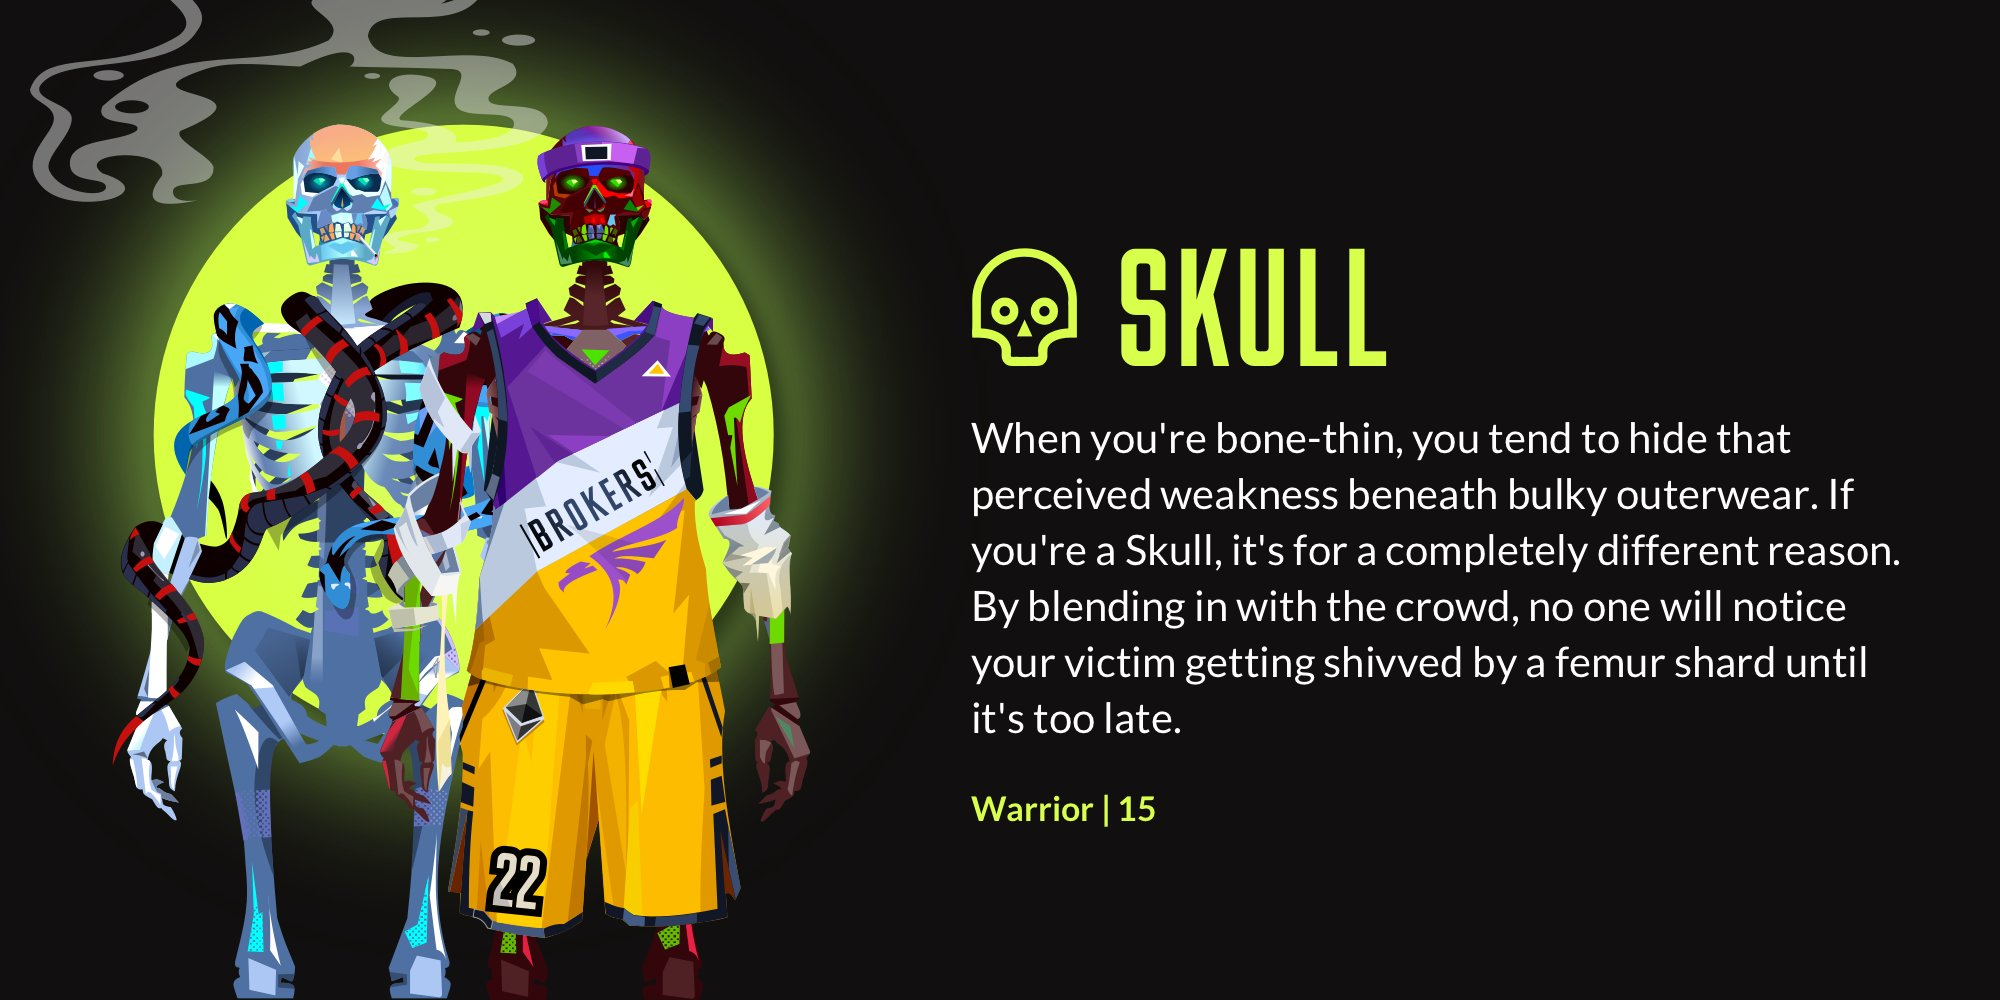 SKULL
When you're bone-thin, you tend to hide that
perceived weakness beneath bulky outerwear. If
you're a Skull, it's for a completely different reason.
By blending in with the crowd, no one will notice
your victim getting shivved by a femur shard until
it's too late.
Warrior | 15
BROKERS
22